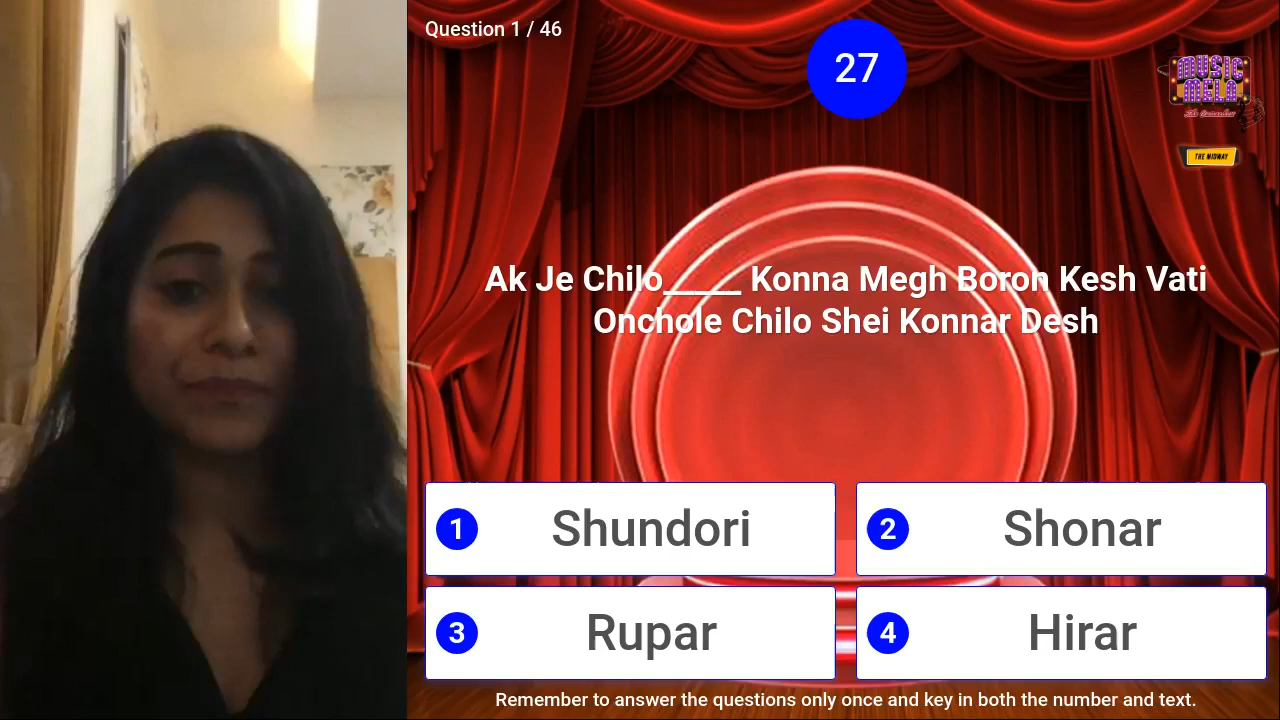 Question 1 / 46
27
MUSIC
MELA
THE MIDWAY
Ak Je Chilo_____ Konna Megh Boron Kesh Vati
Onchole Chilo Shei Konnar Desh
1 Shundori
2 Shonar
3 Rupar
4 Hirar
Remember to answer the questions only once and key in both the number and text.